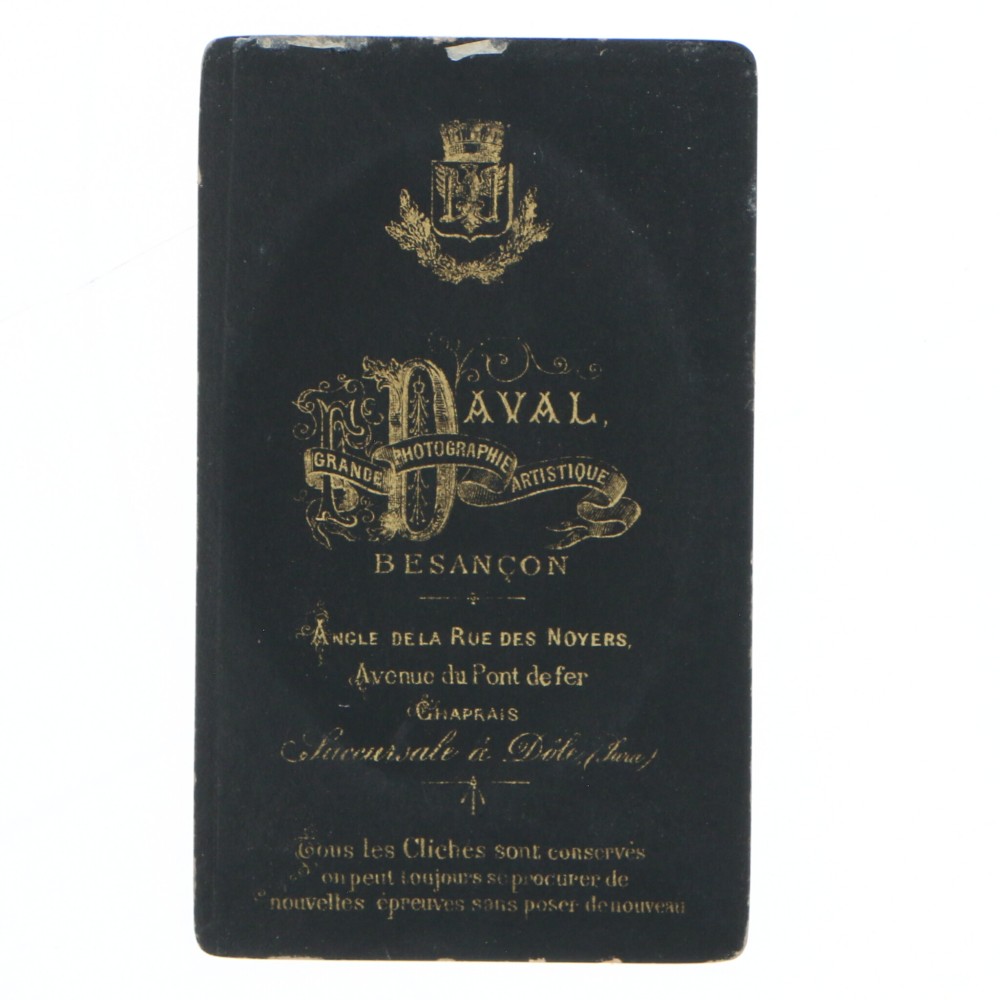 F. DAVAL,
GRANDE PHOTOGRAPHIE ARTISTIQUE
BESANÇON
ANGLE DE LA RUE DES NOYERS,
Avenue du Pont de fer
CHAPRAIS
Succursale à Dôle, (Jura)
Tous les Clichés sont conservés
on peut toujours se procurer de
nouvelles épreuves sans poser de nouveau